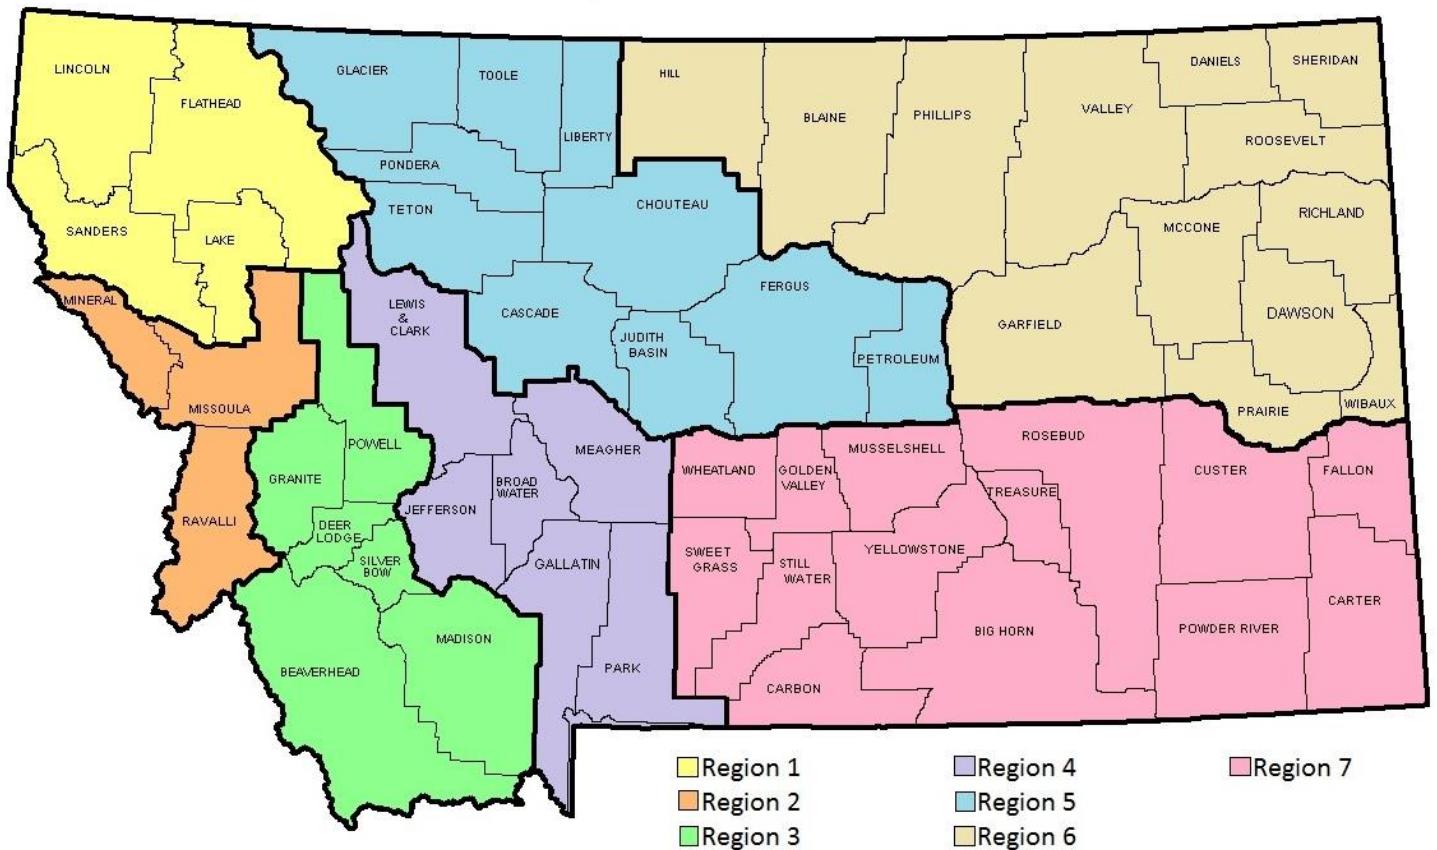 LINCOLN
FLATHEAD
SANDERS
LAKE
GLACIER
TOOLE
LIBERTY
PONDERA
TETON
CHOUTEAU
CASCADE
JUDITH
BASIN
FERGUS
PETROLEUM
HILL
BLAINE
PHILLIPS
VALLEY
DANIELS
SHERIDAN
ROOSEVELT
RICHLAND
MCCONE
GARFIELD
DAWSON
PRAIRIE
WIBAUX
MINERAL
MISSOULA
RAVALLI
POWELL
GRANITE
DEER
LODGE
SILVER
BOW
BEAVERHEAD
MADISON
LEWIS
&
CLARK
MEAGHER
BROAD
WATER
JEFFERSON
GALLATIN
PARK
WHEATLAND
GOLDEN
VALLEY
MUSSELSHELL
ROSEBUD
TREASURE
CUSTER
FALLON
SWEET
GRASS
STILL
WATER
YELLOWSTONE
BIG HORN
CARBON
POWDER RIVER
CARTER
Region 1
Region 2
Region 3
Region 4
Region 5
Region 6
Region 7